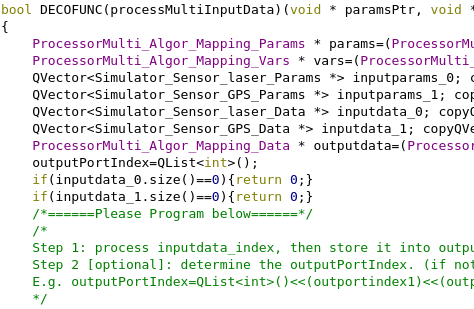 bool DECOFUNC(processMultiInputData)(void * paramsPtr, void *
{
ProcessorMulti_Algor_Mapping_Params * params=(ProcessorMu
ProcessorMulti_Algor_Mapping_Vars * vars=(ProcessorMulti_
QVector<Simulator_Sensor_laser_Params *> inputparams_0; c
QVector<Simulator_Sensor_GPS_Params *> inputparams_1; cop
QVector<Simulator_Sensor_laser_Data *> inputdata_0; copyQ
QVector<Simulator_Sensor_GPS_Data *> inputdata_1; copyQVe
ProcessorMulti_Algor_Mapping_Data * outputdata=(Processor
outputPortIndex=QList<int>();
if(inputdata_0.size()==0){return 0;}
if(inputdata_1.size()==0){return 0;}
/*======Please Program below======*/
/*
Step 1: process inputdata_index, then store it into outpu
Step 2 [optional]: determine the outputPortIndex. (if not
E.g. outputPortIndex=QList<int>()<<(outportindex1)<<(outp
*/